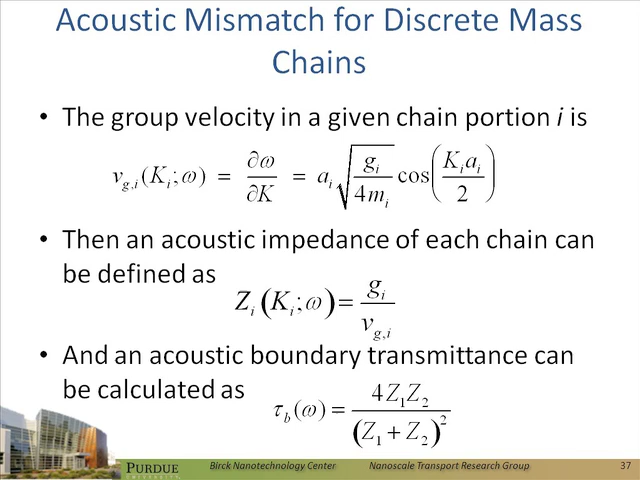 Acoustic Mismatch for Discrete Mass
Chains
• The group velocity in a given chain portion i is
v_{g,i}(K_i;ω) = ∂ω/∂K = a_i √(g_i/4m_i) cos(K_i a_i/2)
• Then an acoustic impedance of each chain can
be defined as
Z_i(K_i;ω) = g_i/v_{g,i}
• And an acoustic boundary transmittance can
be calculated as
τ_b(ω) = 4Z_1Z_2/(Z_1 + Z_2)^2
PURDUE
UNIVERSITY
Birck Nanotechnology Center Nanoscale Transport Research Group 37